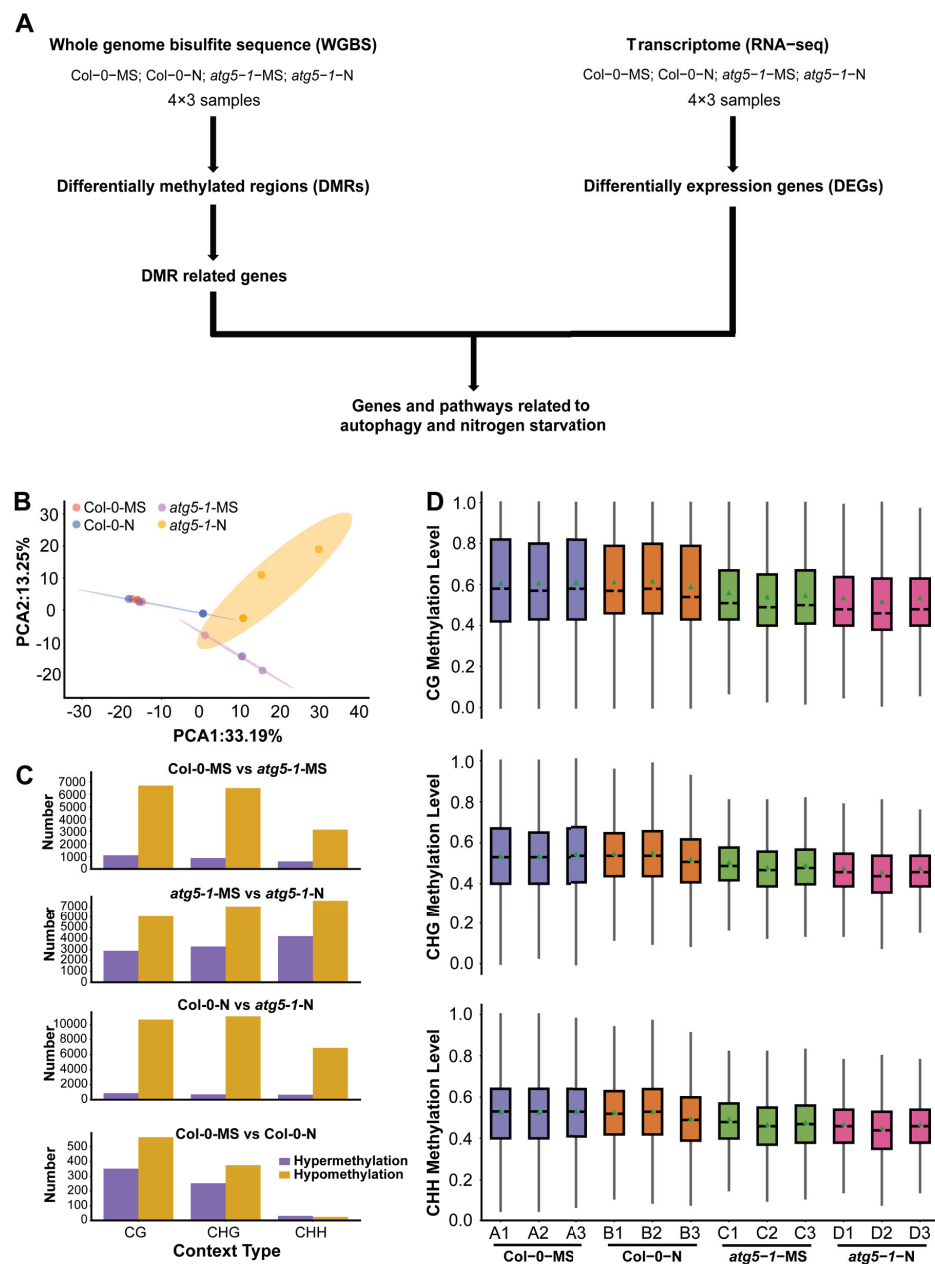 A
Whole genome bisulfite sequence (WGBS)
Col−0−MS; Col−0−N; atg5−1−MS; atg5−1−N
4×3 samples
Differentially methylated regions (DMRs)
DMR related genes
Transcriptome (RNA−seq)
Col−0−MS; Col−0−N; atg5−1−MS; atg5−1−N
4×3 samples
Differentially expression genes (DEGs)
Genes and pathways related to
autophagy and nitrogen starvation
B
Col-0-MS
atg5-1-MS
Col-0-N
atg5-1-N
PCA2:13.25%
30
20
10
0
-10
-20
-30
-20
-10
0
10
20
30
40
PCA1:33.19%
C
Col-0-MS vs atg5-1-MS
Number
7000
6000
5000
4000
3000
2000
1000
0
atg5-1-MS vs atg5-1-N
Number
7000
6000
5000
4000
3000
2000
1000
0
Col-0-N vs atg5-1-N
Number
10000
8000
6000
4000
2000
0
Col-0-MS vs Col-0-N
Number
500
400
300
200
100
0
Hypermethylation
Hypomethylation
CG
CHG
CHH
Context Type
D
CG Methylation Level
1.0
0.8
0.6
0.4
0.2
0.0
CHG Methylation Level
1.0
0.8
0.6
0.4
0.2
0.0
CHH Methylation Level
1.0
0.8
0.6
0.4
0.2
0.0
A1 A2 A3 B1 B2 B3 C1 C2 C3 D1 D2 D3
Col−0−MS
Col−0−N
atg5−1−MS
atg5−1−N